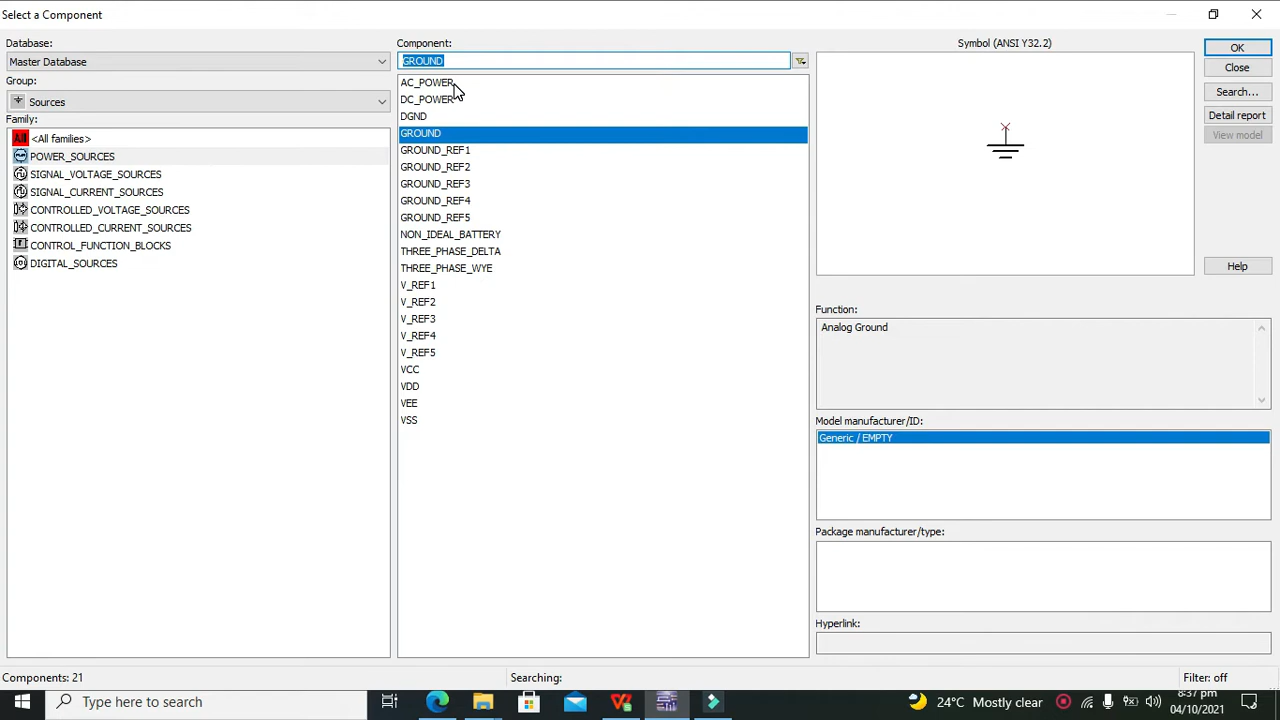 Select a Component
Database:
Master Database
Group:
Sources
Family:
All <All families>
POWER_SOURCES
SIGNAL_VOLTAGE_SOURCES
SIGNAL_CURRENT_SOURCES
CONTROLLED_VOLTAGE_SOURCES
CONTROLLED_CURRENT_SOURCES
CONTROL_FUNCTION_BLOCKS
DIGITAL_SOURCES
Component:
GROUND
AC_POWER
DC_POWER
DGND
GROUND
GROUND_REF1
GROUND_REF2
GROUND_REF3
GROUND_REF4
GROUND_REF5
NON_IDEAL_BATTERY
THREE_PHASE_DELTA
THREE_PHASE_WYE
V_REF1
V_REF2
V_REF3
V_REF4
V_REF5
VCC
VDD
VEE
VSS
Symbol (ANSI Y32.2)
Function:
Analog Ground
Model manufacturer/ID:
Generic / EMPTY
Package manufacturer/type:
Hyperlink:
OK
Close
Search...
Detail report
View model
Help
Components: 21
Searching:
Filter: off
Type here to search
24°C Mostly clear
8:37 pm
04/10/2021